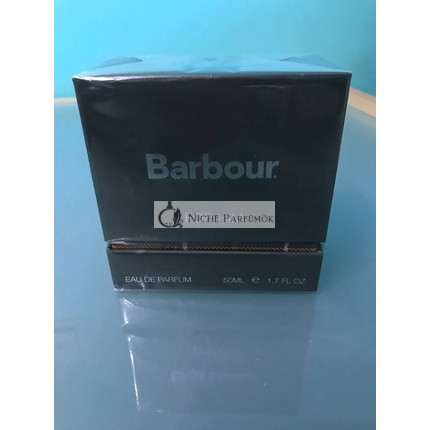 Barbour.
NICHE PARFÜMÖK
EAU DE PARFUM 50ML e 1.7 FL OZ